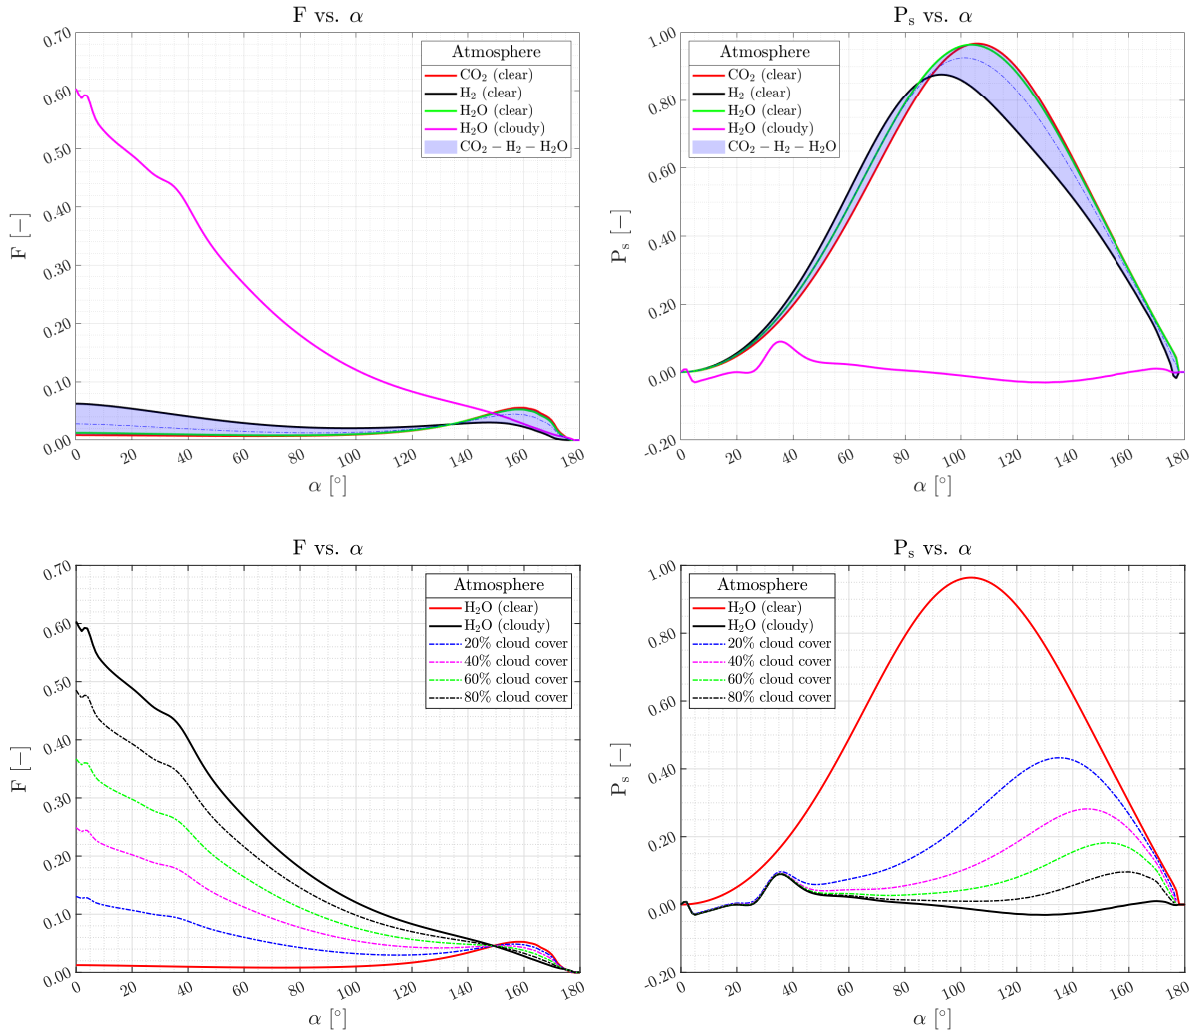 F vs. α
0.70
0.60
0.50
0.40
0.30
0.20
0.10
0.00
F [−]
0 20 40 60 80 100 120 140 160 180
α [°]
Atmosphere
CO₂ (clear)
H₂ (clear)
H₂O (clear)
H₂O (cloudy)
CO₂ − H₂ − H₂O
Pₛ vs. α
1.00
0.80
0.60
0.40
0.20
0.00
-0.20
Pₛ [−]
0 20 40 60 80 100 120 140 160 180
α [°]
Atmosphere
CO₂ (clear)
H₂ (clear)
H₂O (clear)
H₂O (cloudy)
CO₂ − H₂ − H₂O
F vs. α
0.70
0.60
0.50
0.40
0.30
0.20
0.10
0.00
F [−]
0 20 40 60 80 100 120 140 160 180
α [°]
Atmosphere
H₂O (clear)
H₂O (cloudy)
20% cloud cover
40% cloud cover
60% cloud cover
80% cloud cover
Pₛ vs. α
1.00
0.80
0.60
0.40
0.20
0.00
-0.20
Pₛ [−]
0 20 40 60 80 100 120 140 160 180
α [°]
Atmosphere
H₂O (clear)
H₂O (cloudy)
20% cloud cover
40% cloud cover
60% cloud cover
80% cloud cover